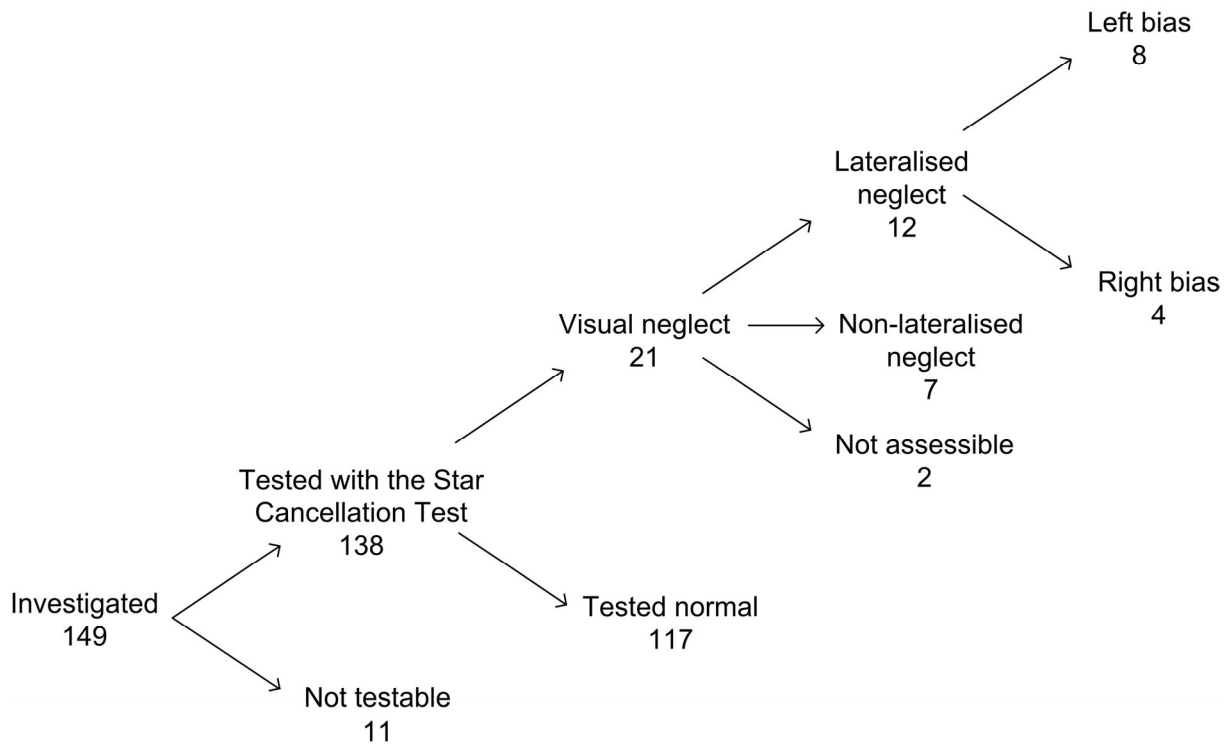 Left bias
8
Lateralised
neglect
12
Right bias
4
Visual neglect
21
Non-lateralised
neglect
7
Not assessible
2
Tested with the Star
Cancellation Test
138
Investigated
149
Tested normal
117
Not testable
11